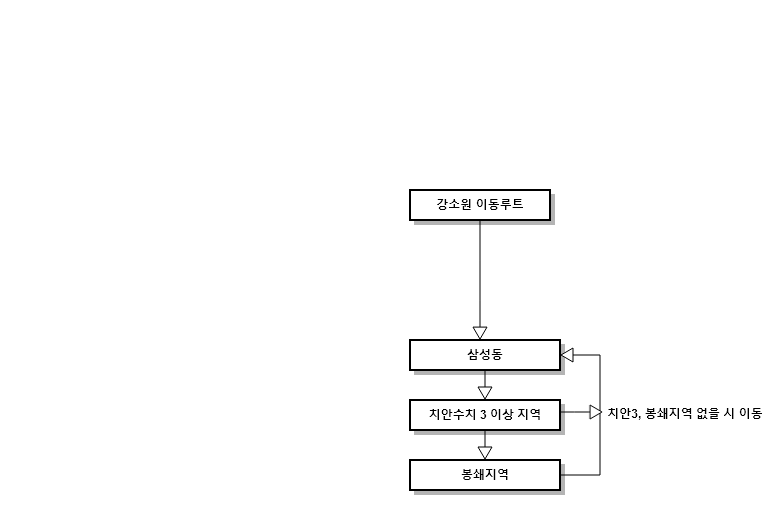 강소원 이동루트
삼성동
치안수치 3 이상 지역
치안3, 봉쇄지역 없을 시 이동
봉쇄지역